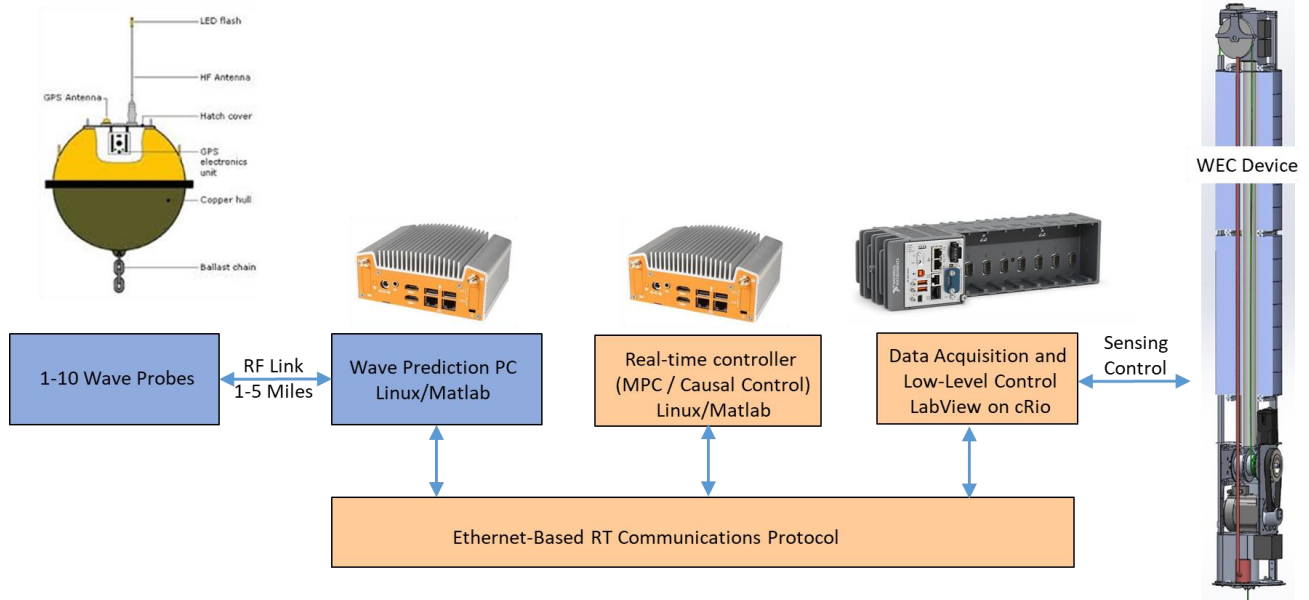 LED flash
HF Antenna
GPS Antenna
Hatch cover
GPS
electronics
unit
Copper hull
Ballast chain
WEC Device
1-10 Wave Probes
RF Link
1-5 Miles
Wave Prediction PC
Linux/Matlab
Real-time controller
(MPC / Causal Control)
Linux/Matlab
Data Acquisition and
Low-Level Control
LabView on cRio
Sensing
Control
Ethernet-Based RT Communications Protocol